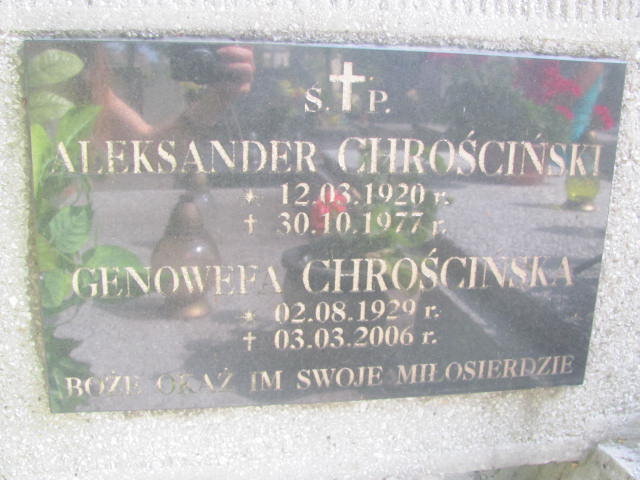 Ś. P.
ALEKSANDER CHROŚCIŃSKI
* 12.03.1920 r.
✝ 30.10.1977 r.
GENOWEFA CHROŚCIŃSKA
* 02.08.1929 r.
✝ 03.03.2006 r.
BOŻE OKAŻ IM SWOJE MIŁOSIERDZIE